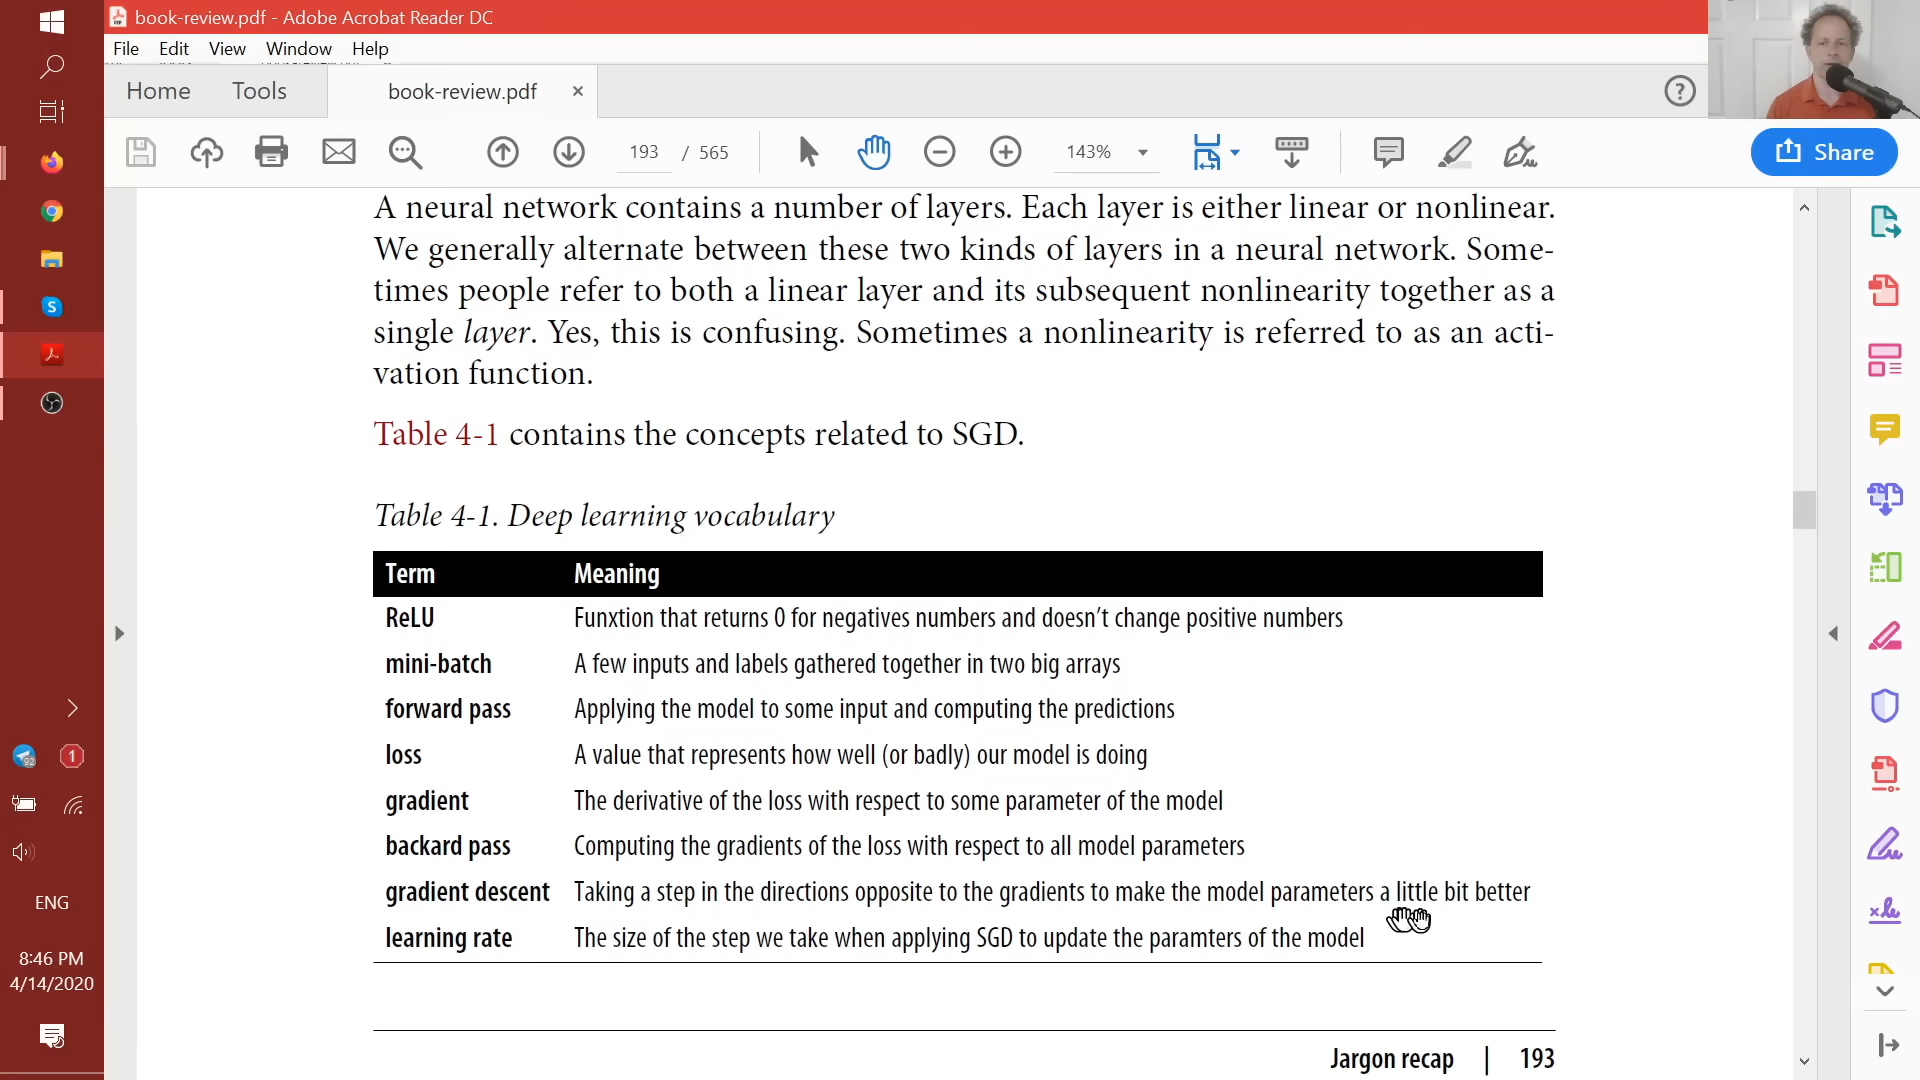 book-review.pdf - Adobe Acrobat Reader DC
File Edit View Window Help
Home Tools book-review.pdf ×
?
193 / 565 143% Share
A neural network contains a number of layers. Each layer is either linear or nonlinear.
We generally alternate between these two kinds of layers in a neural network. Some-
times people refer to both a linear layer and its subsequent nonlinearity together as a
single layer. Yes, this is confusing. Sometimes a nonlinearity is referred to as an acti-
vation function.
Table 4-1 contains the concepts related to SGD.
Table 4-1. Deep learning vocabulary
Term Meaning
ReLU Funxtion that returns 0 for negatives numbers and doesn’t change positive numbers
mini-batch A few inputs and labels gathered together in two big arrays
forward pass Applying the model to some input and computing the predictions
loss A value that represents how well (or badly) our model is doing
gradient The derivative of the loss with respect to some parameter of the model
backard pass Computing the gradients of the loss with respect to all model parameters
gradient descent Taking a step in the directions opposite to the gradients to make the model parameters a little bit better
learning rate The size of the step we take when applying SGD to update the paramters of the model
Jargon recap | 193
92 1
ENG
8:46 PM
4/14/2020